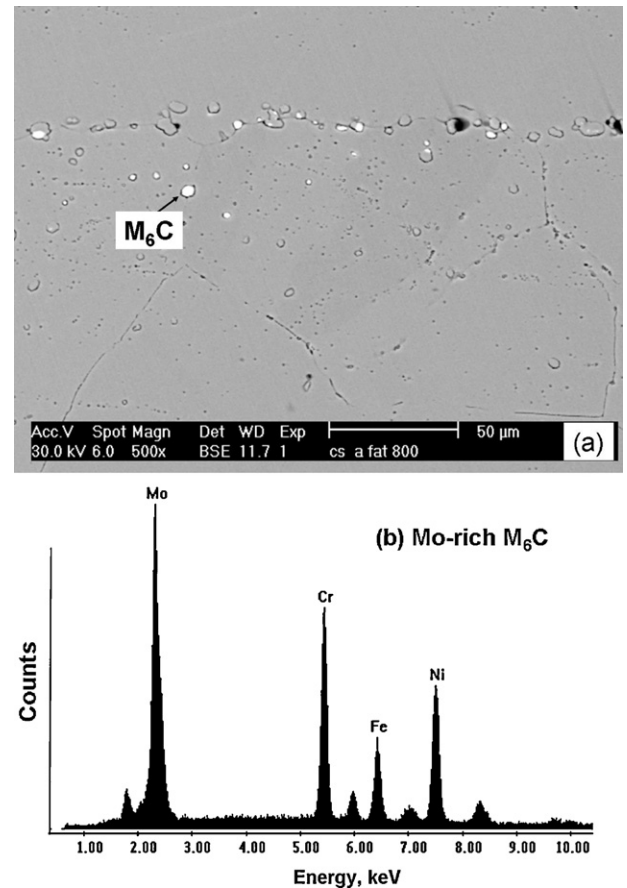 M₆C
Acc.V Spot Magn Det WD Exp 50 µm
30.0 kV 6.0 500x BSE 11.7 1 cs a fat 800
(a)
Mo
(b) Mo-rich M₆C
Cr
Ni
Fe
Counts
1.00 2.00 3.00 4.00 5.00 6.00 7.00 8.00 9.00 10.00
Energy, keV